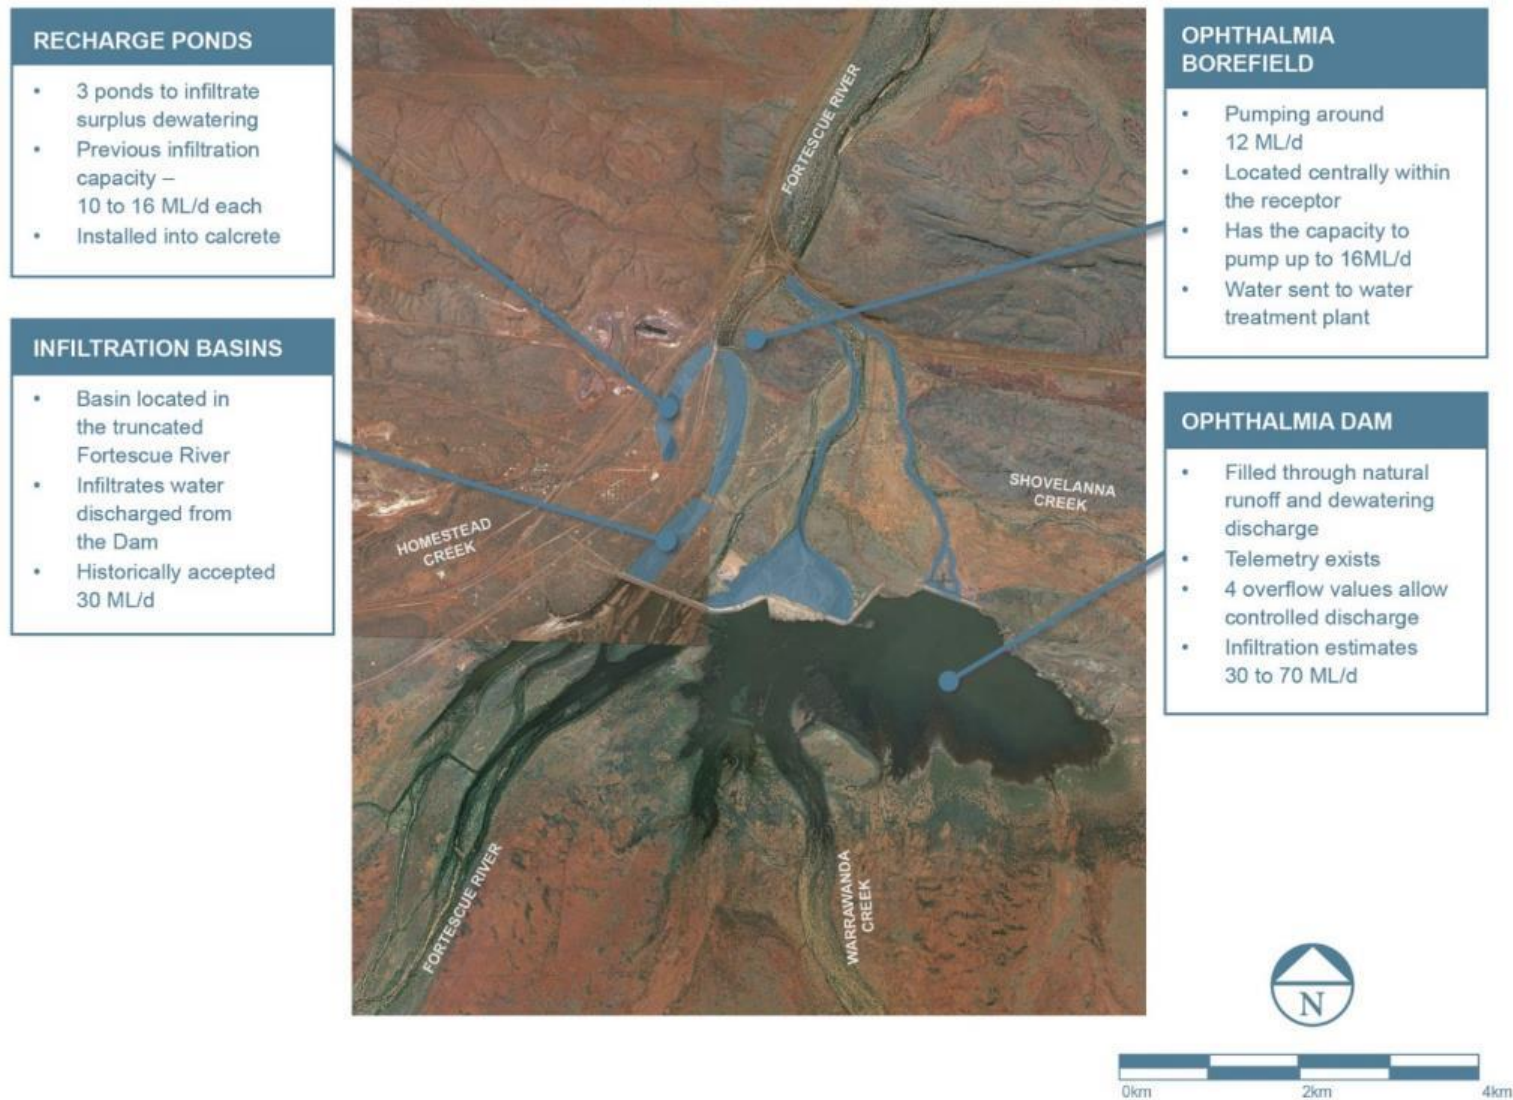 RECHARGE PONDS
• 3 ponds to infiltrate
surplus dewatering
• Previous infiltration
capacity –
10 to 16 ML/d each
• Installed into calcrete
INFILTRATION BASINS
• Basin located in
the truncated
Fortescue River
• Infiltrates water
discharged from
the Dam
• Historically accepted
30 ML/d
FORTESCUE RIVER
HOMESTEAD
CREEK
SHOVELANNA
CREEK
FORTESCUE RIVER
WARRAWANDA
CREEK
OPHTHALMIA
BOREFIELD
• Pumping around
12 ML/d
• Located centrally within
the receptor
• Has the capacity to
pump up to 16ML/d
• Water sent to water
treatment plant
OPHTHALMIA DAM
• Filled through natural
runoff and dewatering
discharge
• Telemetry exists
• 4 overflow values allow
controlled discharge
• Infiltration estimates
30 to 70 ML/d
N
0km 2km 4km